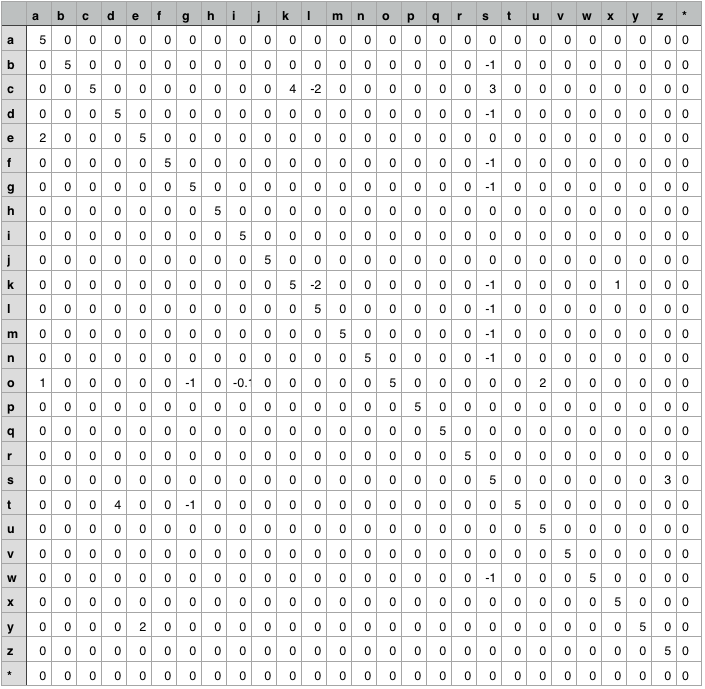 a b c d e f g h i j k l m n o p q r s t u v w x y z *
a 5 0 0 0 0 0 0 0 0 0 0 0 0 0 0 0 0 0 0 0 0 0 0 0 0 0 0
b 0 5 0 0 0 0 0 0 0 0 0 0 0 0 0 0 0 0 -1 0 0 0 0 0 0 0 0
c 0 0 5 0 0 0 0 0 0 0 4 -2 0 0 0 0 0 0 3 0 0 0 0 0 0 0 0
d 0 0 0 5 0 0 0 0 0 0 0 0 0 0 0 0 0 0 -1 0 0 0 0 0 0 0 0
e 2 0 0 0 5 0 0 0 0 0 0 0 0 0 0 0 0 0 0 0 0 0 0 0 0 0 0
f 0 0 0 0 0 5 0 0 0 0 0 0 0 0 0 0 0 0 -1 0 0 0 0 0 0 0 0
g 0 0 0 0 0 0 5 0 0 0 0 0 0 0 0 0 0 0 -1 0 0 0 0 0 0 0 0
h 0 0 0 0 0 0 0 5 0 0 0 0 0 0 0 0 0 0 0 0 0 0 0 0 0 0 0
i 0 0 0 0 0 0 0 0 5 0 0 0 0 0 0 0 0 0 0 0 0 0 0 0 0 0 0
j 0 0 0 0 0 0 0 0 0 5 0 0 0 0 0 0 0 0 0 0 0 0 0 0 0 0 0
k 0 0 0 0 0 0 0 0 0 0 5 -2 0 0 0 0 0 0 -1 0 0 0 0 1 0 0 0
l 0 0 0 0 0 0 0 0 0 0 0 5 0 0 0 0 0 0 -1 0 0 0 0 0 0 0 0
m 0 0 0 0 0 0 0 0 0 0 0 0 5 0 0 0 0 0 -1 0 0 0 0 0 0 0 0
n 0 0 0 0 0 0 0 0 0 0 0 0 0 5 0 0 0 0 -1 0 0 0 0 0 0 0 0
o 1 0 0 0 0 0 -1 0 0 0 0 0 0 0 5 0 0 0 0 0 2 0 0 0 0 0 0
p 0 0 0 0 0 0 0 0 0 0 0 0 0 0 0 5 0 0 0 0 0 0 0 0 0 0 0
q 0 0 0 0 0 0 0 0 0 0 0 0 0 0 0 0 5 0 0 0 0 0 0 0 0 0 0
r 0 0 0 0 0 0 0 0 0 0 0 0 0 0 0 0 0 5 0 0 0 0 0 0 0 0 0
s 0 0 0 0 0 0 0 0 0 0 0 0 0 0 0 0 0 0 5 0 0 0 0 0 0 3 0
t 0 0 0 4 0 0 -1 0 0 0 0 0 0 0 0 0 0 0 0 5 0 0 0 0 0 0 0
u 0 0 0 0 0 0 0 0 0 0 0 0 0 0 0 0 0 0 0 0 5 0 0 0 0 0 0
v 0 0 0 0 0 0 0 0 0 0 0 0 0 0 0 0 0 0 0 0 0 5 0 0 0 0 0
w 0 0 0 0 0 0 0 0 0 0 0 0 0 0 0 0 0 0 -1 0 0 0 5 0 0 0 0
x 0 0 0 0 0 0 0 0 0 0 0 0 0 0 0 0 0 0 0 0 0 0 0 5 0 0 0
y 0 0 0 0 2 0 0 0 0 0 0 0 0 0 0 0 0 0 0 0 0 0 0 0 5 0 0
z 0 0 0 0 0 0 0 0 0 0 0 0 0 0 0 0 0 0 0 0 0 0 0 0 0 5 0
* 0 0 0 0 0 0 0 0 0 0 0 0 0 0 0 0 0 0 0 0 0 0 0 0 0 0 0